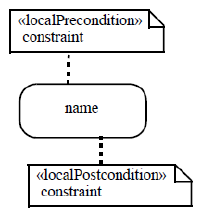 «localPrecondition»
constraint
name
«localPostcondition»
constraint